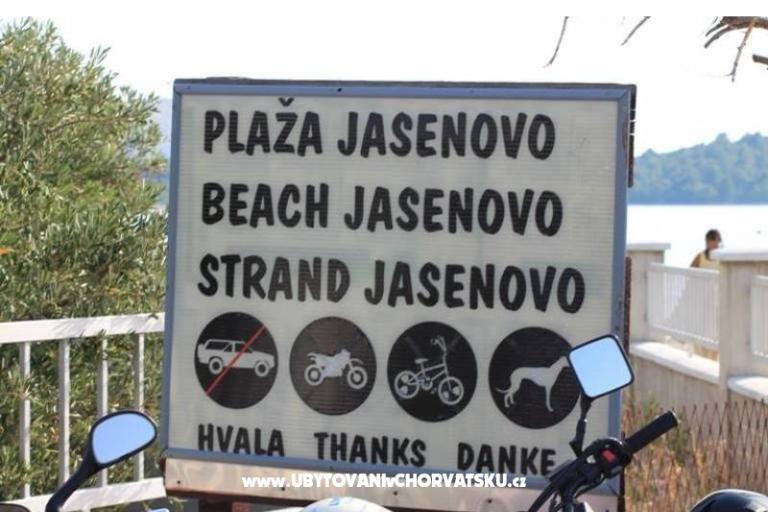 PLAŽA JASENOVO
BEACH JASENOVO
STRAND JASENOVO
HVALA THANKS DANKE
www.UBYTOVANIvCHORVATSKU.cz